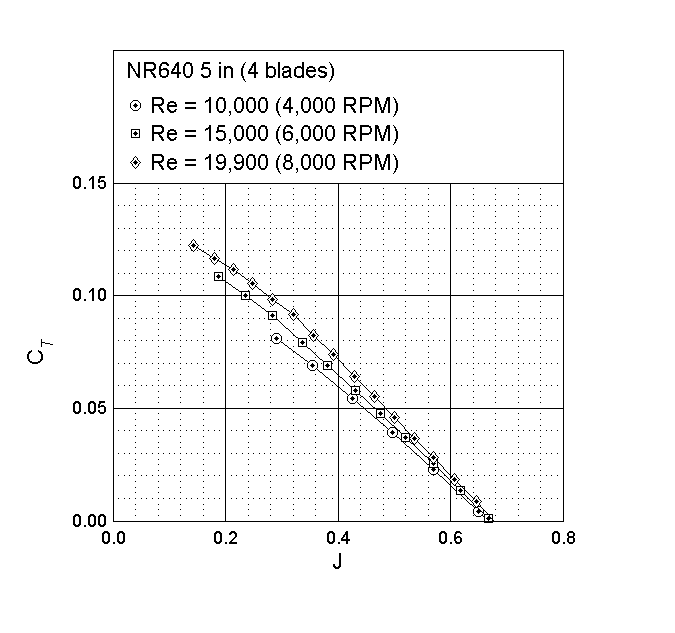 NR640 5 in (4 blades)
Re = 10,000 (4,000 RPM)
Re = 15,000 (6,000 RPM)
Re = 19,900 (8,000 RPM)
0.15
0.10
C_T
0.05
0.00
0.0 0.2 0.4 0.6 0.8
J